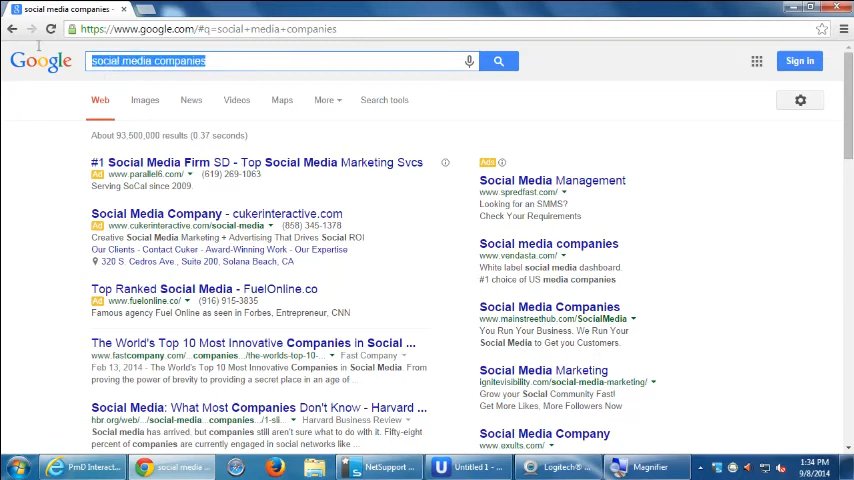 social media companies -
https://www.google.com/#q=social+media+companies
Google
social media companies
Sign in
Web Images News Videos Maps More Search tools
About 93,500,000 results (0.37 seconds)
#1 Social Media Firm SD - Top Social Media Marketing Svcs
Ad www.parallel6.com/ (619) 269-1063
Serving SoCal since 2009.
Social Media Company - cukerinteractive.com
Ad www.cukerinteractive.com/social-media (858) 345-1378
Creative Social Media Marketing + Advertising That Drives Social ROI
Our Clients - Contact Cuker - Award-Winning Work - Our Expertise
320 S. Cedros Ave., Suite 200, Solana Beach, CA
Top Ranked Social Media - FuelOnline.co
Ad www.fuelonline.co/ (916) 915-3835
Famous agency Fuel Online as seen in Forbes, Entrepreneur, CNN
The World's Top 10 Most Innovative Companies in Social ...
www.fastcompany.com/...companies.../the-worlds-top-10-... Fast Company
Feb 13, 2014 - The World's Top 10 Most Innovative Companies in Social Media. From
proving the power of brevity to providing a secret place in an age of ...
Social Media: What Most Companies Don't Know - Harvard ...
hbr.org/web/...social-media-companies.../1-sli... Harvard Business Review
Social media has arrived, but companies still aren't sure what to do with it. Fifty-eight
percent of companies are currently engaged in social networks like ...
Ads
Social Media Management
www.spredfast.com/
Looking for an SMMS?
Check Your Requirements
Social media companies
www.vendasta.com/
White label social media dashboard.
#1 choice of US media companies
Social Media Companies
www.mainstreethub.com/SocialMedia
You Run Your Business. We Run Your
Social Media to Get you Customers.
Social Media Marketing
ignitevisibility.com/social-media-marketing/
Grow your Social Community Fast!
Get More Likes, More Followers Now
Social Media Company
www.exults.com/
PmD Interact...
social media ...
NetSupport ...
Untitled 1 - ...
Logitech® ...
Magnifier
1:34 PM
9/8/2014